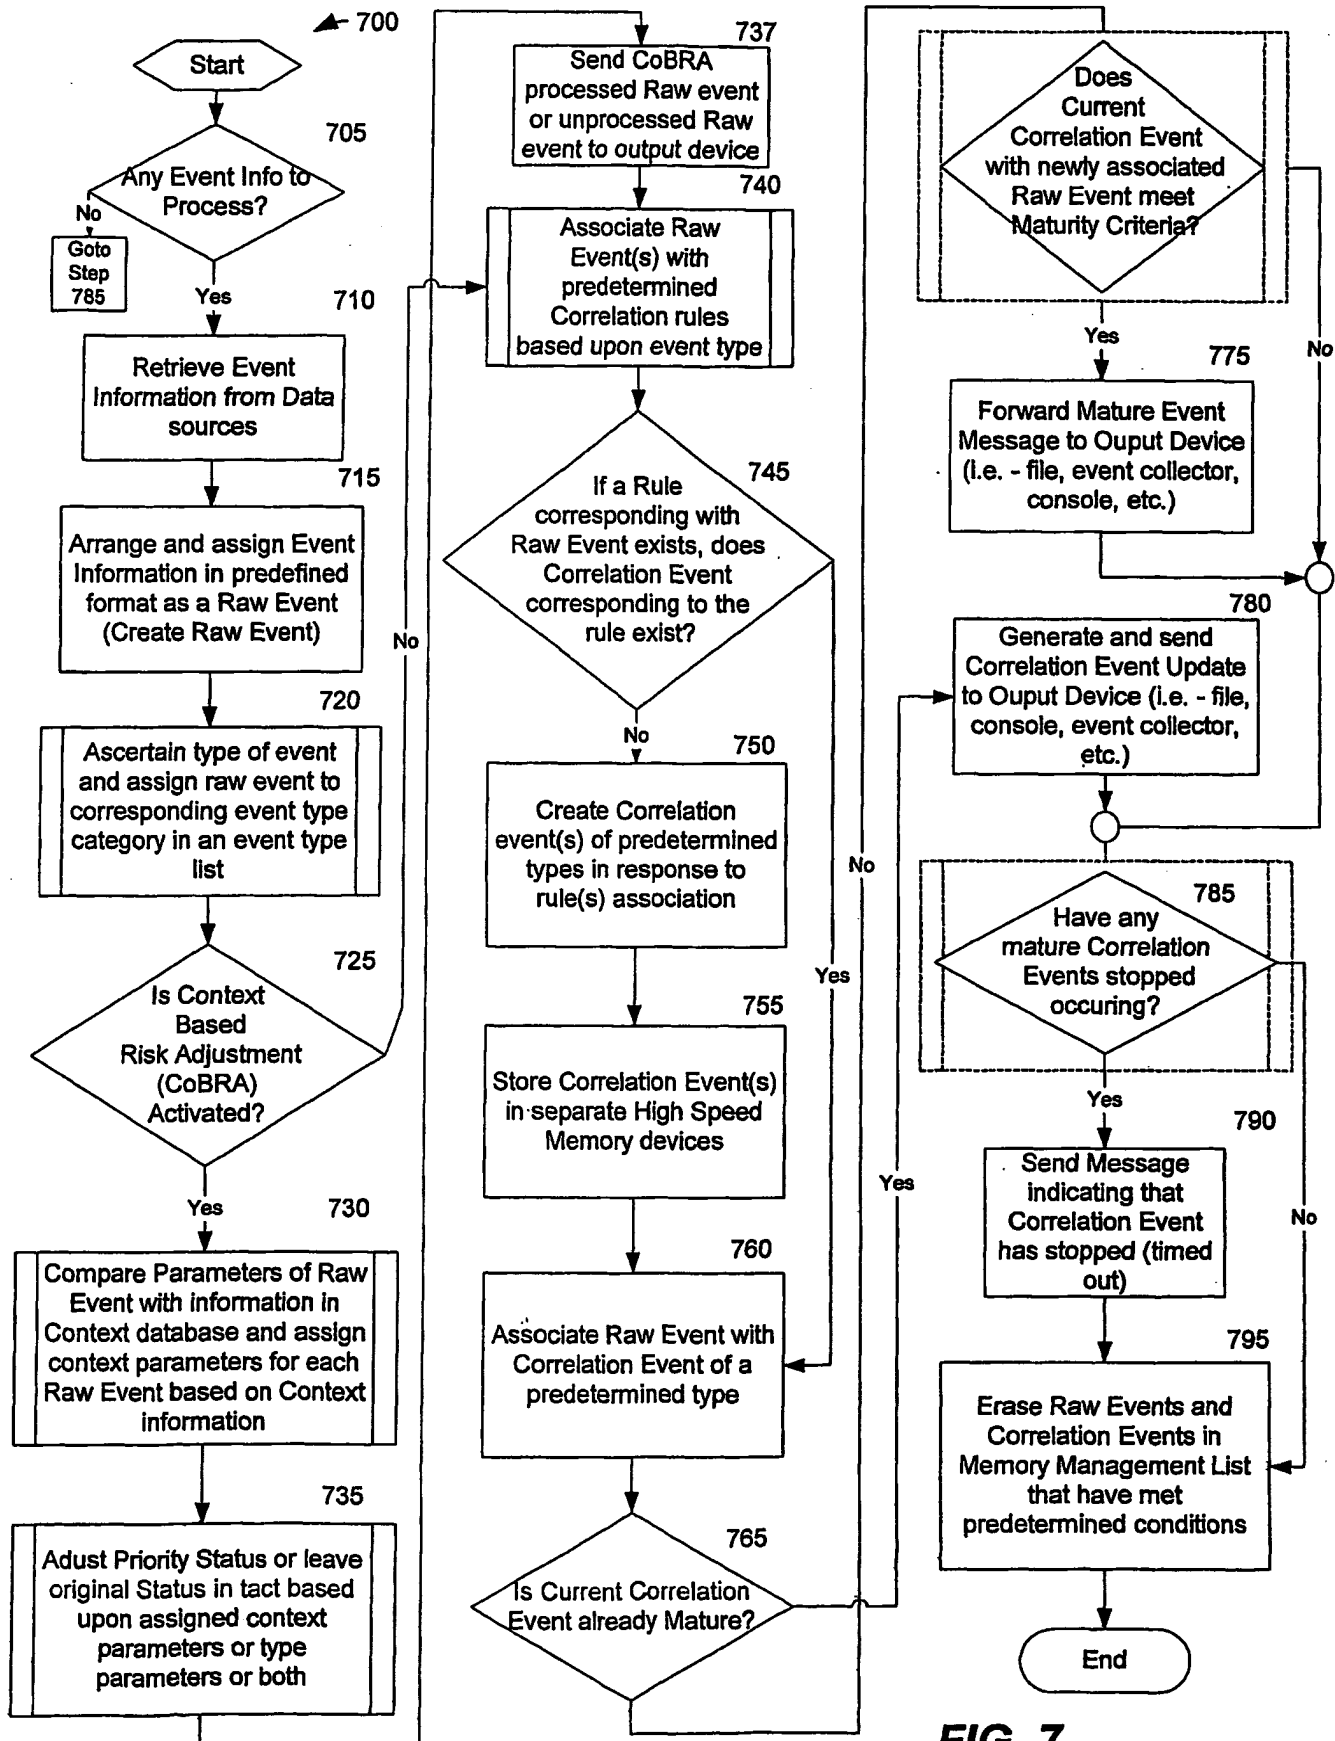 700
Start
705
Any Event Info to
Process?
No
Goto
Step
785
Yes
710
Retrieve Event
Information from Data
sources
715
Arrange and assign Event
Information in predefined
format as a Raw Event
(Create Raw Event)
720
Ascertain type of event
and assign raw event to
corresponding event type
category in an event type
list
725
Is Context
Based
Risk Adjustment
(CoBRA)
Activated?
No
Yes
730
Compare Parameters of Raw
Event with information in
Context database and assign
context parameters for each
Raw Event based on Context
information
735
Adust Priority Status or leave
original Status in tact based
upon assigned context
parameters or type
parameters or both
737
Send CoBRA
processed Raw event
or unprocessed Raw
event to output device
740
Associate Raw
Event(s) with
predetermined
Correlation rules
based upon event type
745
If a Rule
corresponding with
Raw Event exists, does
Correlation Event
corresponding to the
rule exist?
No
Yes
750
Create Correlation
event(s) of predetermined
types in response to
rule(s) association
755
Store Correlation Event(s)
in separate High Speed
Memory devices
760
Associate Raw Event with
Correlation Event of a
predetermined type
765
Is Current Correlation
Event already Mature?
No
Yes
Does
Current
Correlation Event
with newly associated
Raw Event meet
Maturity Criteria?
Yes
No
775
Forward Mature Event
Message to Ouput Device
(i.e. - file, event collector,
console, etc.)
780
Generate and send
Correlation Event Update
to Ouput Device (i.e. - file,
console, event collector,
etc.)
785
Have any
mature Correlation
Events stopped
occuring?
Yes
No
790
Send Message
indicating that
Correlation Event
has stopped (timed
out)
795
Erase Raw Events and
Correlation Events in
Memory Management List
that have met
predetermined conditions
End
FIG. 7